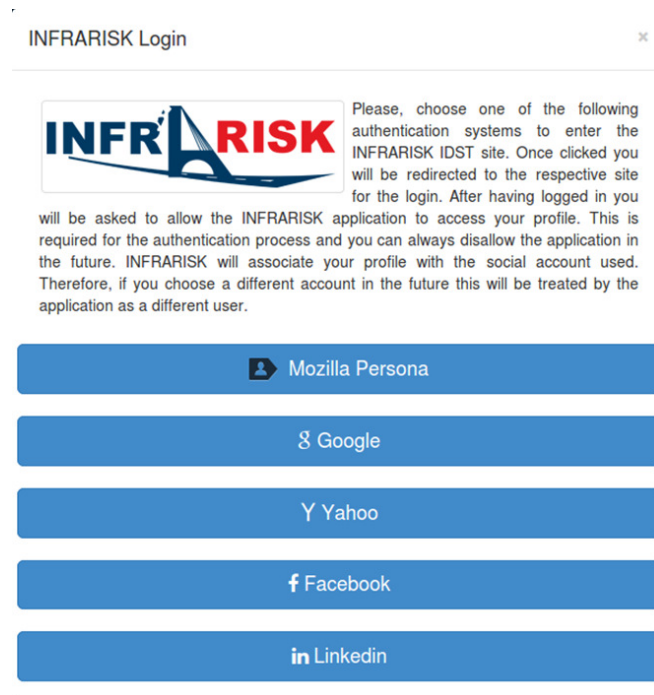 INFRARISK Login
×
INFRARISK
Please, choose one of the following
authentication systems to enter the
INFRARISK IDST site. Once clicked you
will be redirected to the respective site
for the login. After having logged in you
will be asked to allow the INFRARISK application to access your profile. This is
required for the authentication process and you can always disallow the application in
the future. INFRARISK will associate your profile with the social account used.
Therefore, if you choose a different account in the future this will be treated by the
application as a different user.
Mozilla Persona
8 Google
Y Yahoo
f Facebook
in Linkedin